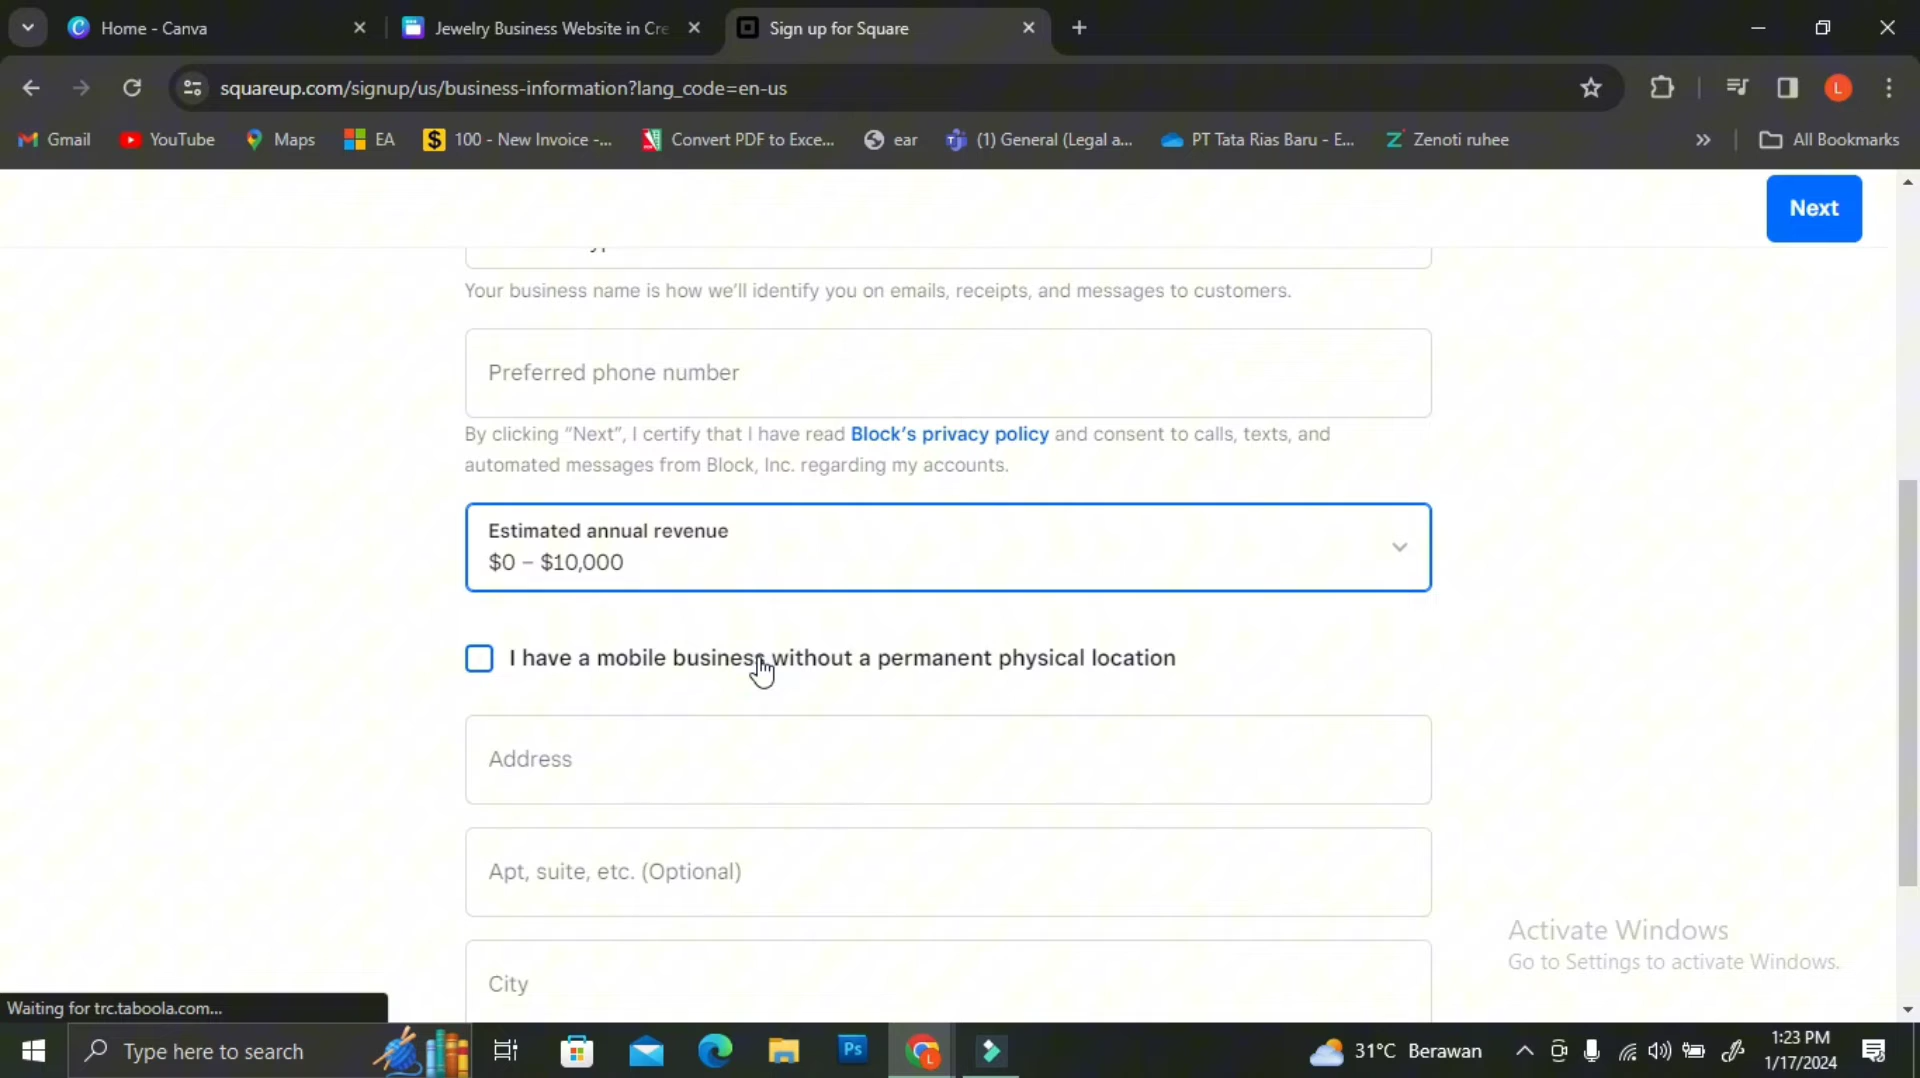 Home - Canva
Jewelry Business Website in Cre
Sign up for Square
squareup.com/signup/us/business-information?lang_code=en-us
L
Gmail
YouTube
Maps
EA
100 - New Invoice -...
Convert PDF to Exce...
ear
(1) General (Legal a...
PT Tata Rias Baru - E...
Zenoti ruhee
All Bookmarks
Next
Your business name is how we'll identify you on emails, receipts, and messages to customers.
Preferred phone number
By clicking “Next”, I certify that I have read Block's privacy policy and consent to calls, texts, and
automated messages from Block, Inc. regarding my accounts.
Estimated annual revenue
$0 – $10,000
I have a mobile business without a permanent physical location
Address
Apt, suite, etc. (Optional)
City
Activate Windows
Go to Settings to activate Windows.
Waiting for trc.taboola.com...
Type here to search
Ps
L
31°C Berawan
1:23 PM
1/17/2024